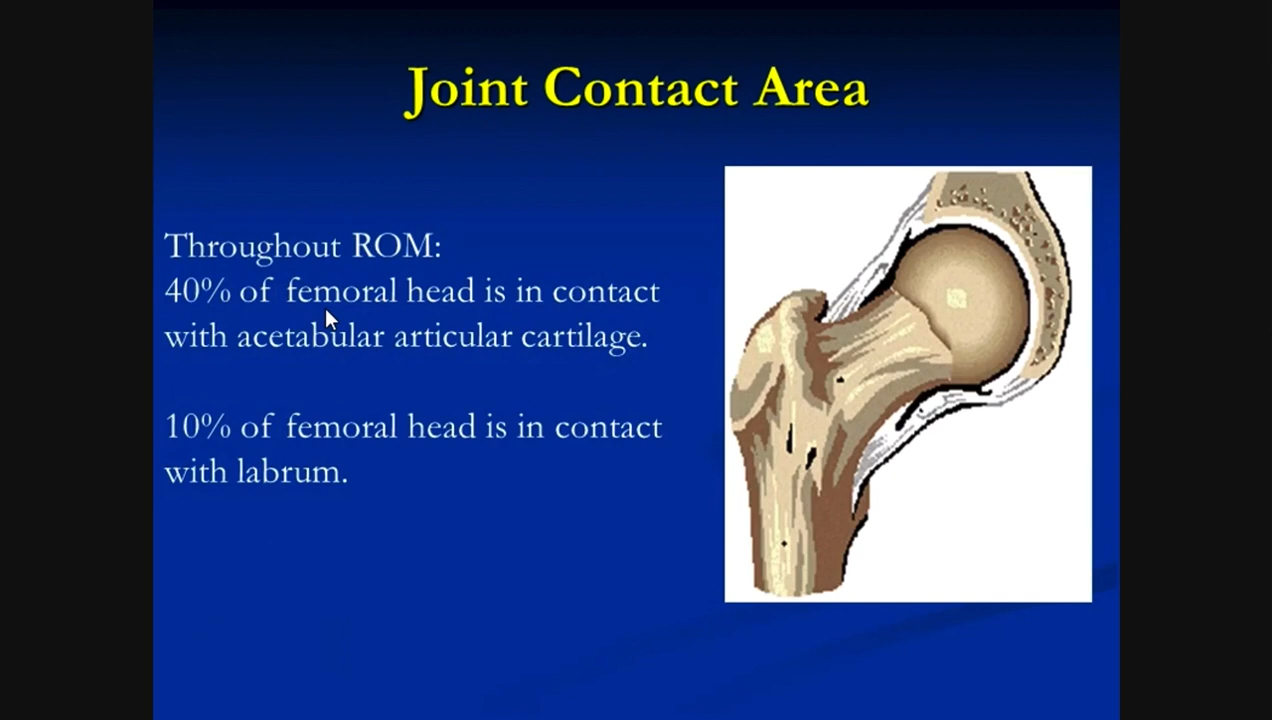 Joint Contact Area
Throughout ROM:
40% of femoral head is in contact
with acetabular articular cartilage.
10% of femoral head is in contact
with labrum.